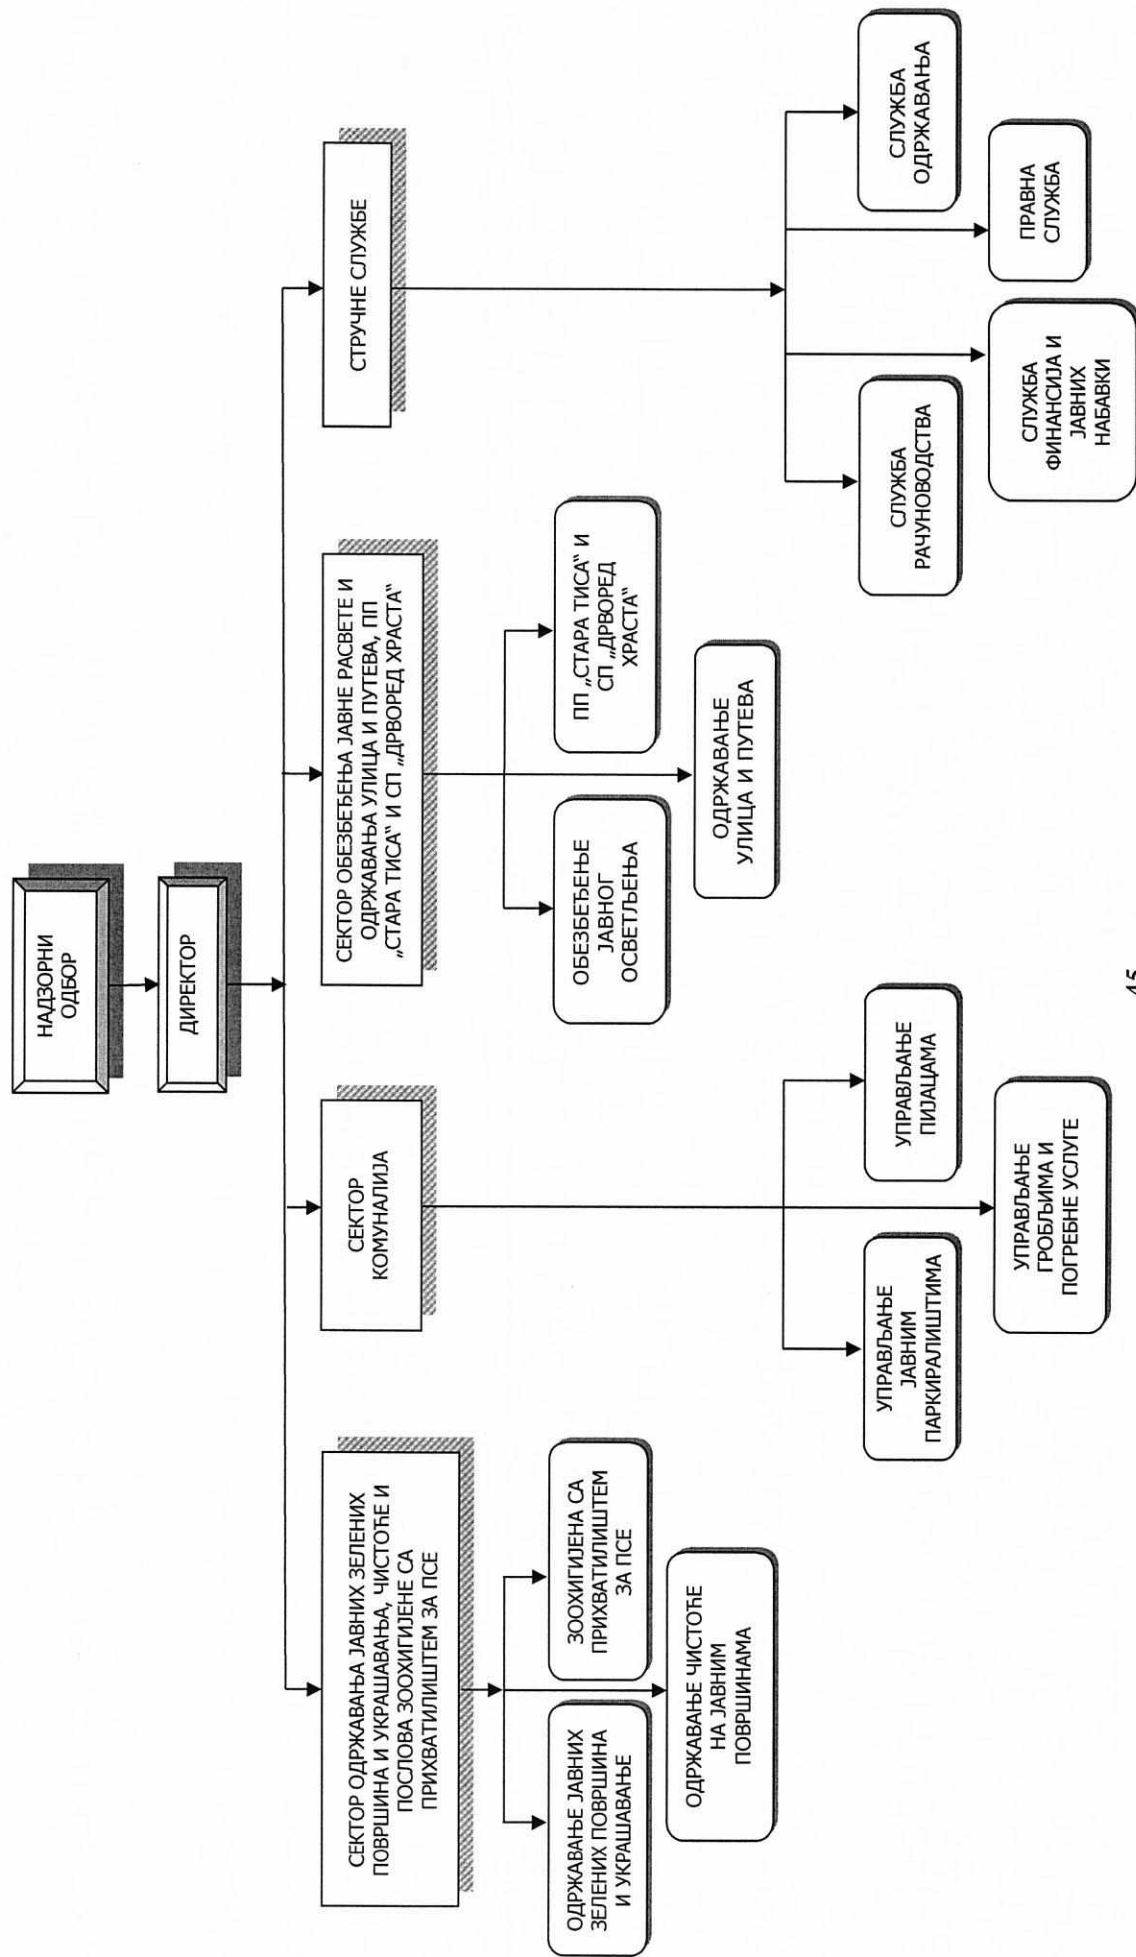 НАДЗОРНИ
ОДБОР
ДИРЕКТОР
СЕКТОР ОДРЖАВАЊА ЈАВНИХ ЗЕЛЕНИХ
ПОВРШИНА И УКРАШАВАЊА, ЧИСТОЋЕ И
ПОСЛОВА ЗООХИГИЈЕНЕ СА
ПРИХВАТИЛИШТЕМ ЗА ПСЕ
СЕКТОР
КОМУНАЛИЈА
СЕКТОР ОБЕЗБЕЂЕЊА ЈАВНЕ РАСВЕТЕ И
ОДРЖАВАЊА УЛИЦА И ПУТЕВА, ПП
„СТАРА ТИСА“ И СП „ДРВОРЕД ХРАСТА“
СТРУЧНЕ СЛУЖБЕ
ОДРЖАВАЊЕ ЈАВНИХ
ЗЕЛЕНИХ ПОВРШИНА
И УКРАШАВАЊЕ
ЗООХИГИЈЕНА СА
ПРИХВАТИЛИШТЕМ
ЗА ПСЕ
ОДРЖАВАЊЕ ЧИСТОЋЕ
НА ЈАВНИМ
ПОВРШИНАМА
УПРАВЉАЊЕ
ЈАВНИМ
ПАРКИРАЛИШТИМА
УПРАВЉАЊЕ
ПИЈАЦАМА
УПРАВЉАЊЕ
ГРОБЉИМА И
ПОГРЕБНЕ УСЛУГЕ
ОБЕЗБЕЂЕЊЕ
ЈАВНОГ
ОСВЕТЉЕЊА
ПП „СТАРА ТИСА“ И
СП „ДРВОРЕД
ХРАСТА“
ОДРЖАВАЊЕ
УЛИЦА И ПУТЕВА
СЛУЖБА
РАЧУНОВОДСТВА
СЛУЖБА
ОДРЖАВАЊА
СЛУЖБА
ФИНАНСИЈА И
ЈАВНИХ
НАБАВКИ
ПРАВНА
СЛУЖБА
45